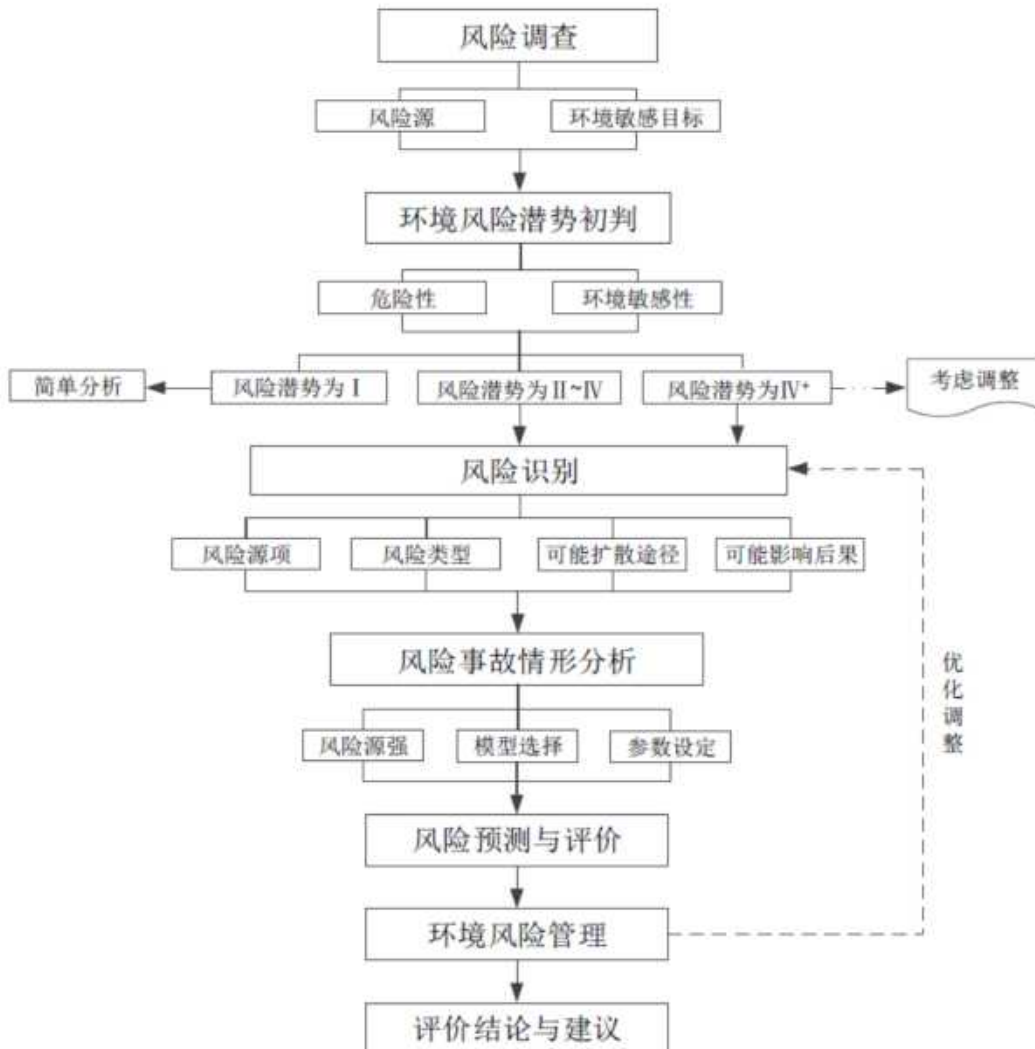 风险调查
风险源
环境敏感目标
环境风险潜势初判
危险性
环境敏感性
简单分析
风险潜势为Ⅰ
风险潜势为Ⅱ~Ⅳ
风险潜势为Ⅳ⁺
考虑调整
风险识别
风险源项
风险类型
可能扩散途径
可能影响后果
风险事故情形分析
优化调整
风险源强
模型选择
参数设定
风险预测与评价
环境风险管理
评价结论与建议